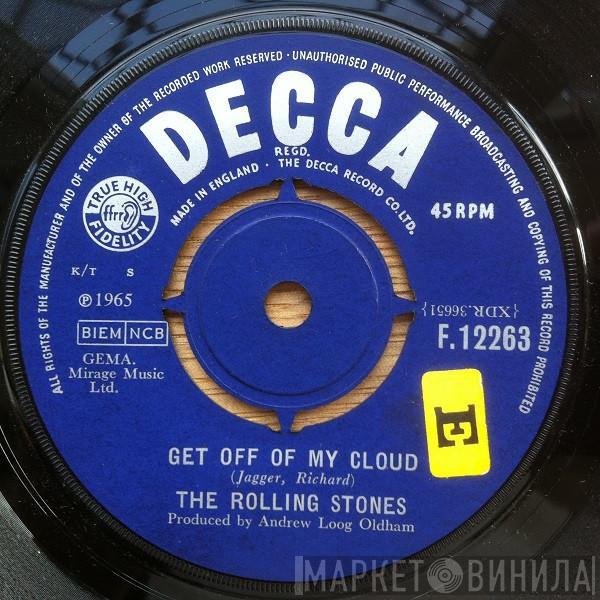 ALL RIGHTS OF THE MANUFACTURER AND OF THE OWNER OF THE RECORDED WORK RESERVED · UNAUTHORISED PUBLIC PERFORMANCE BROADCASTING AND COPYING OF THIS RECORD PROHIBITED
DECCA
REGD.
MADE IN ENGLAND · THE DECCA RECORD CO. LTD.
TRUE HIGH
ffrr
FIDELITY
45 RPM
K/T S
℗ 1965
{XDR.36651}
BIEM NCB
F.12263
GEMA.
Mirage Music
Ltd.
E
GET OFF OF MY CLOUD
(Jagger, Richard)
THE ROLLING STONES
Produced by Andrew Loog Oldham
МАРКЕТ ВИНИЛА